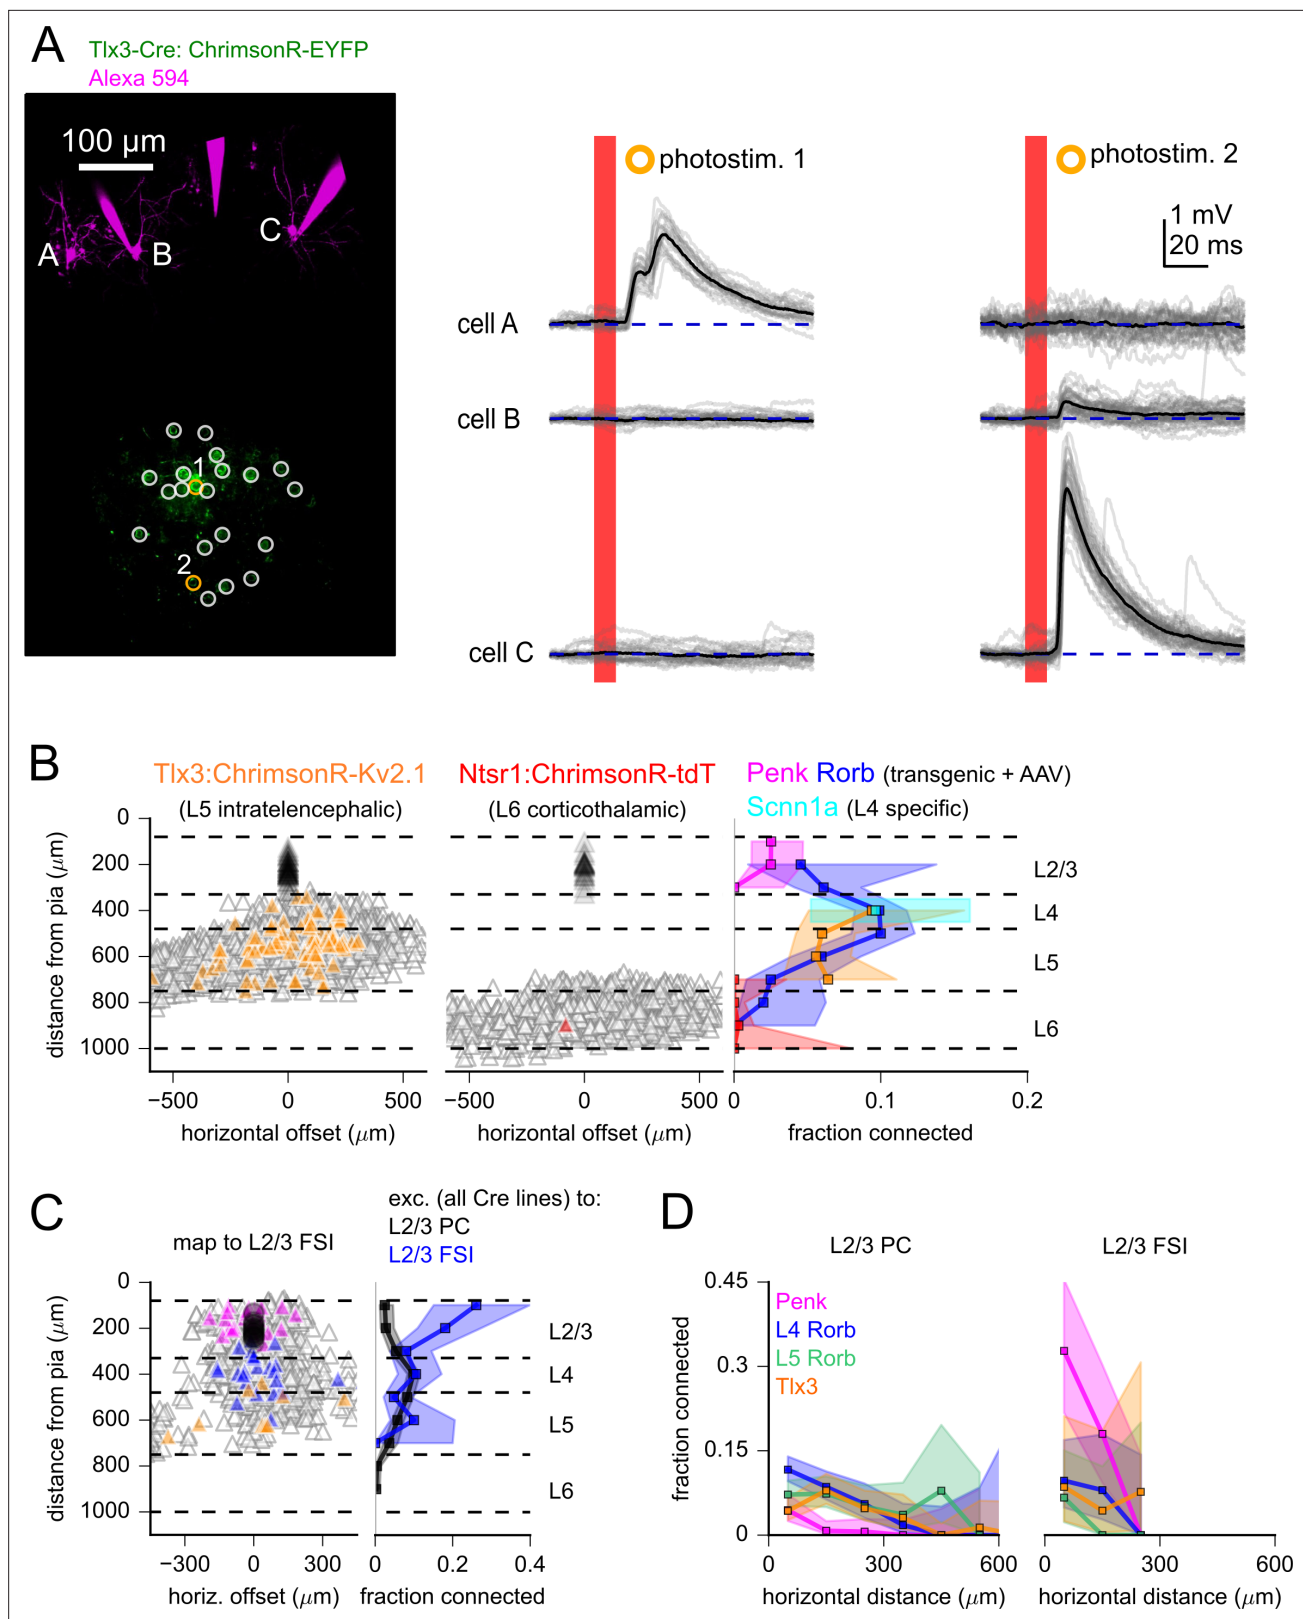 A
Tlx3-Cre: ChrimsonR-EYFP
Alexa 594
100 µm
A
B
C
1
2
photostim. 1
photostim. 2
1 mV
20 ms
cell A
cell B
cell C
B
Tlx3:ChrimsonR-Kv2.1
(L5 intratelencephalic)
Ntsr1:ChrimsonR-tdT
(L6 corticothalamic)
Penk Rorb (transgenic + AAV)
Scnn1a (L4 specific)
distance from pia (µm)
0
200
400
600
800
1000
−500
0
500
horizontal offset (µm)
−500
0
500
horizontal offset (µm)
L2/3
L4
L5
L6
0
0.1
0.2
fraction connected
C
map to L2/3 FSI
exc. (all Cre lines) to:
L2/3 PC
L2/3 FSI
distance from pia (µm)
0
200
400
600
800
1000
−300
0
300
horiz. offset (µm)
L2/3
L4
L5
L6
0
0.2
0.4
fraction connected
D
L2/3 PC
L2/3 FSI
fraction connected
0.45
0.3
0.15
0
Penk
L4 Rorb
L5 Rorb
Tlx3
0
300
600
horizontal distance (µm)
0
300
600
horizontal distance (µm)